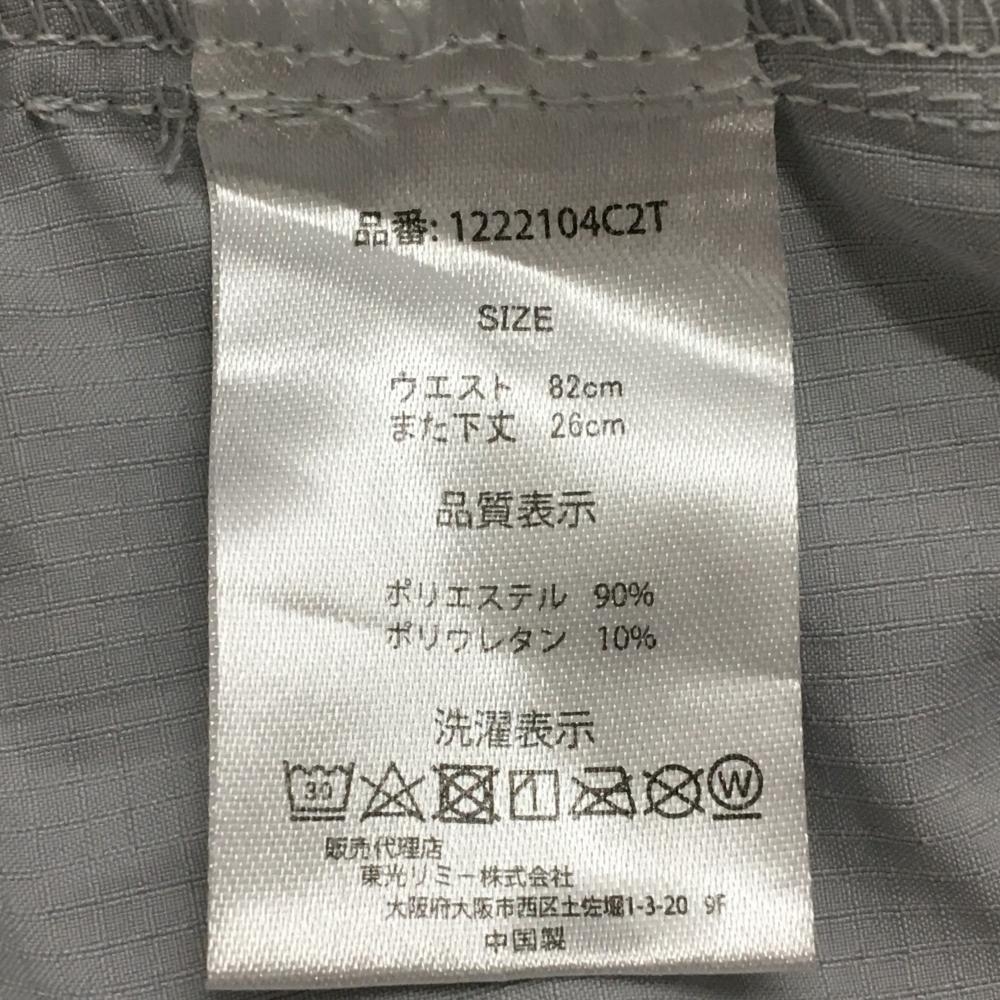 品番: 1222104C2T
SIZE
ウエスト 82cm
また下丈 26cm
品質表示
ポリエステル 90%
ポリウレタン 10%
洗濯表示
30 W
販売代理店
東光リミー株式会社
大阪府大阪市西区土佐堀1-3-20 9F
中国製